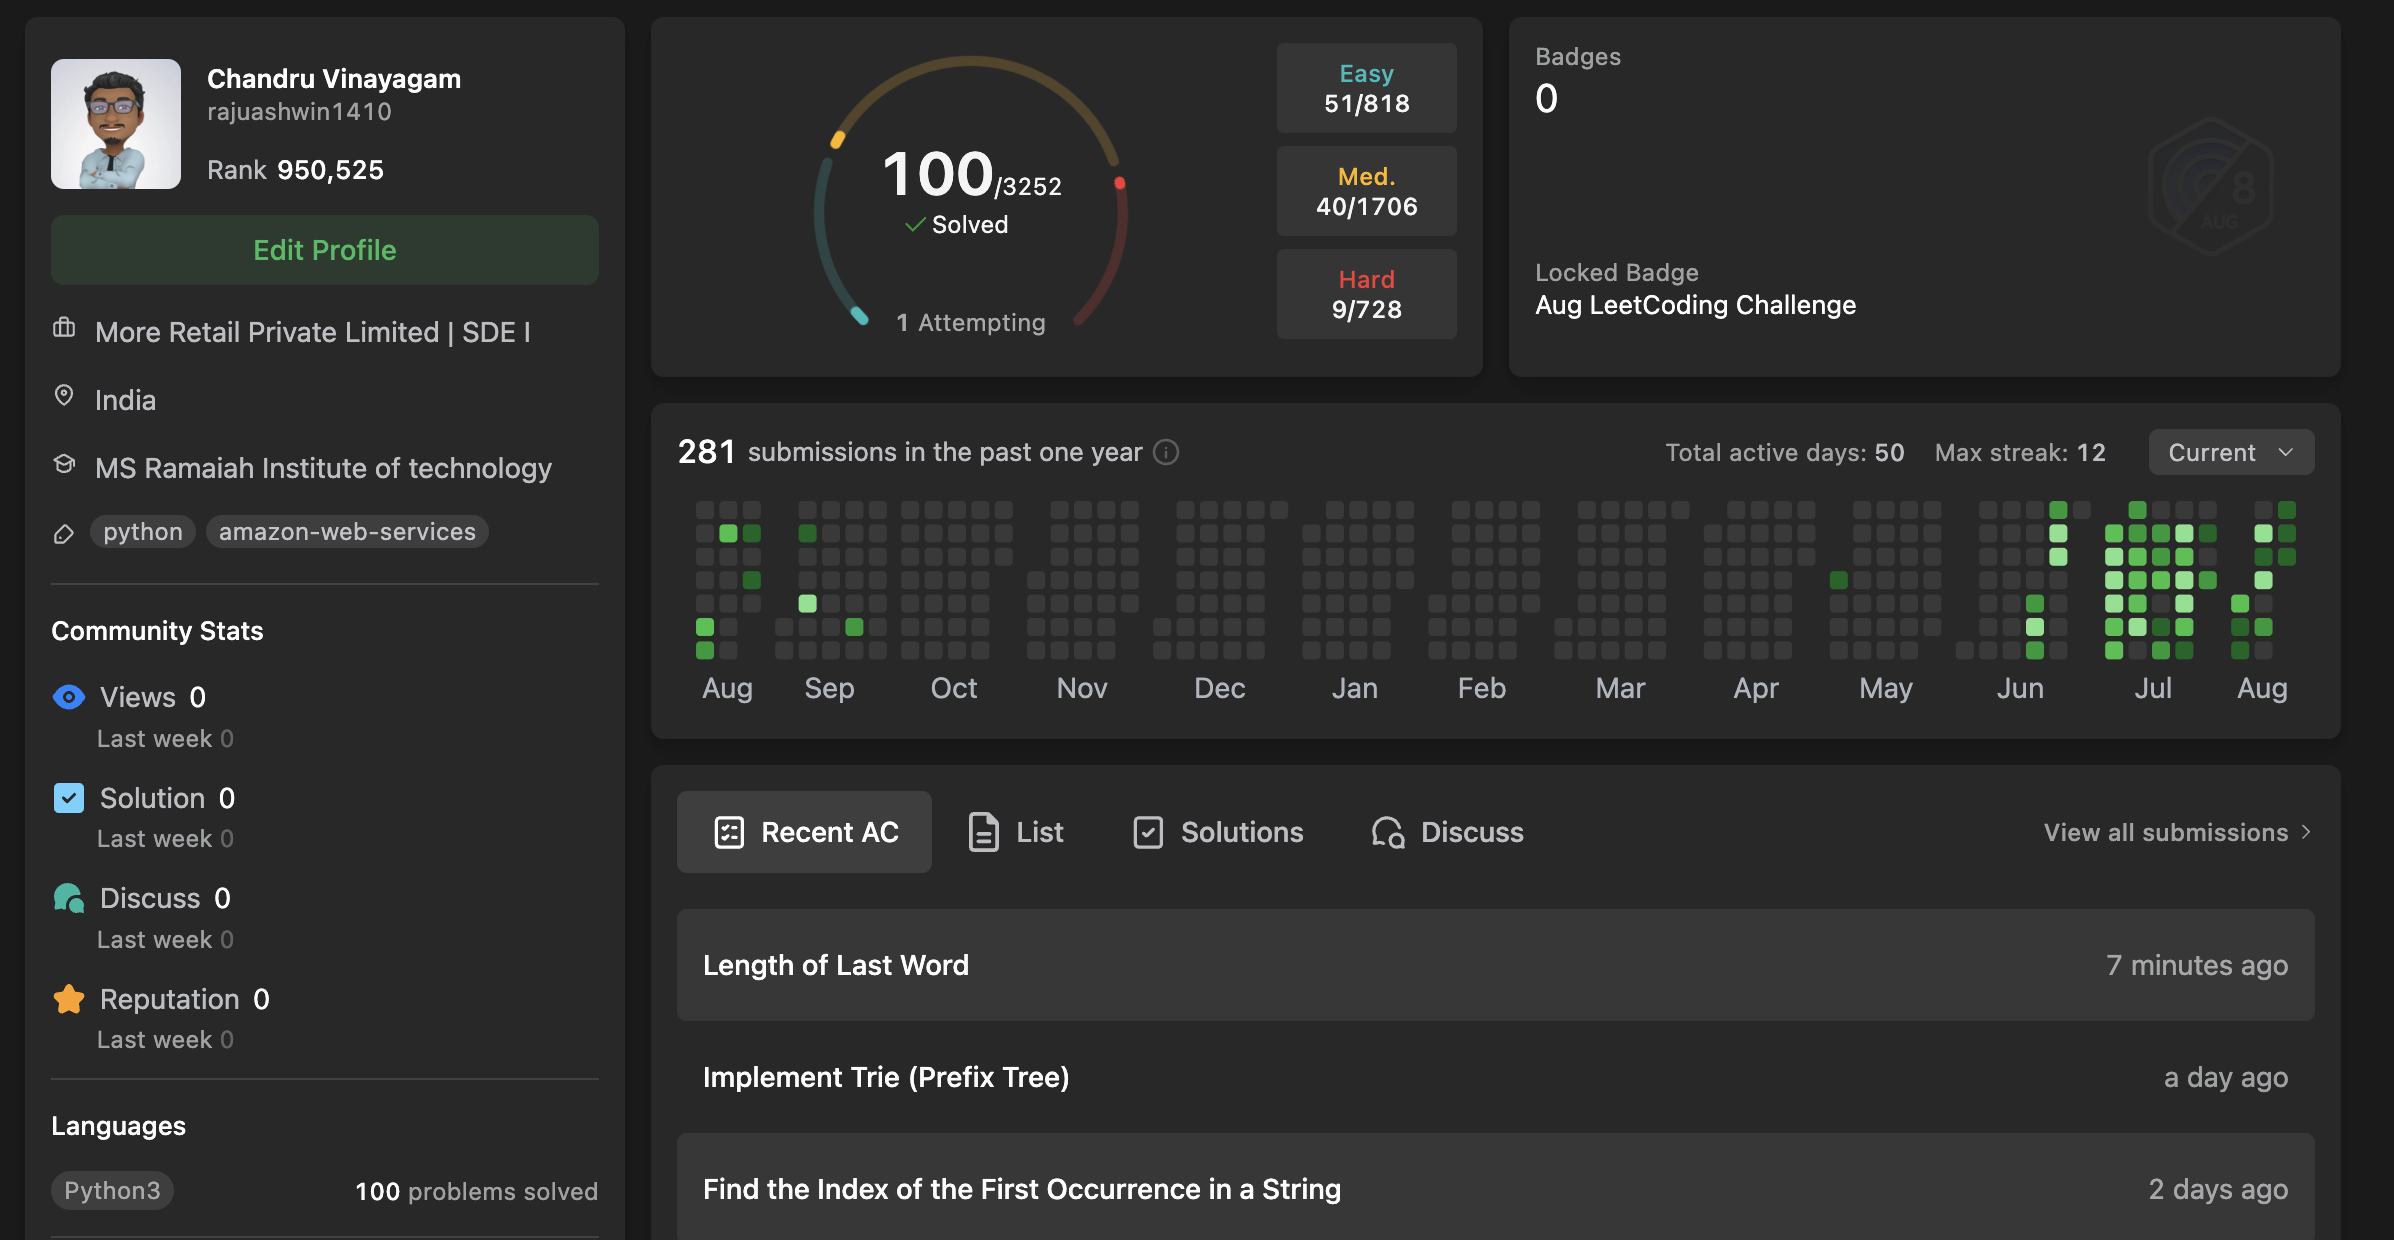 Chandru Vinayagam
rajuashwin1410
Rank 950,525
Edit Profile
More Retail Private Limited | SDE I
India
MS Ramaiah Institute of technology
python amazon-web-services
Community Stats
Views 0
Last week 0
Solution 0
Last week 0
Discuss 0
Last week 0
Reputation 0
Last week 0
Languages
Python3 100 problems solved
100/3252
Solved
1 Attempting
Easy
51/818
Med.
40/1706
Hard
9/728
Badges
0
8
AUG
Locked Badge
Aug LeetCoding Challenge
281 submissions in the past one year
Total active days: 50 Max streak: 12 Current
Aug Sep Oct Nov Dec Jan Feb Mar Apr May Jun Jul Aug
Recent AC List Solutions Discuss View all submissions
Length of Last Word 7 minutes ago
Implement Trie (Prefix Tree) a day ago
Find the Index of the First Occurrence in a String 2 days ago